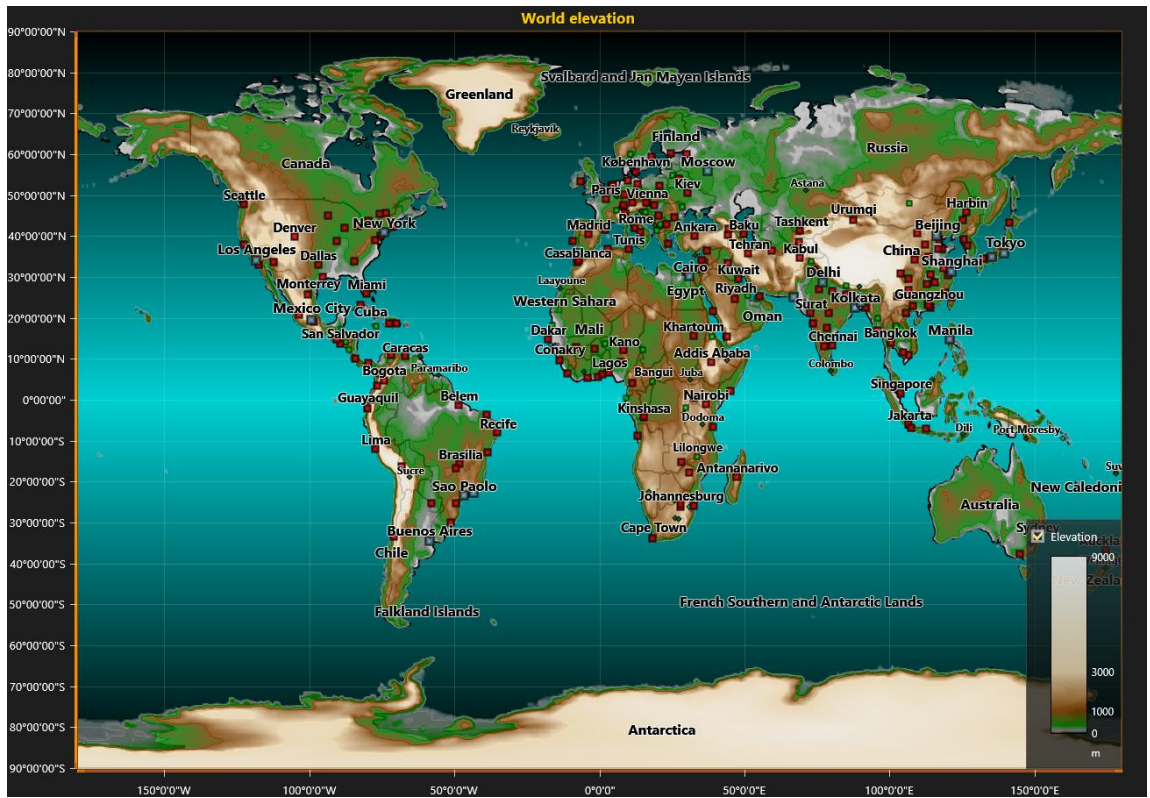 World elevation
90°00'00"N
80°00'00"N
Svalbard and Jan Mayen Islands
Greenland
70°00'00"N
Reykjavik
Finland
60°00'00"N
Canada
København
Moscow
Russia
50°00'00"N
Seattle
Paris
Vienna
Kiev
Astana
Urumqi
Harbin
New York
Denver
Madrid
Rome
Ankara
Baku
Tashkent
Beijing
40°00'00"N
Los Angeles
Dallas
Casablanca
Tunis
Tehran
Kabul
China
Tokyo
30°00'00"N
Monterrey
Miami
Laayoune
Cairo
Kuwait
Delhi
Shanghai
Western Sahara
Egypt
Riyadh
Surat
Kolkata
Guangzhou
20°00'00"N
Mexico City
Cuba
Oman
San Salvador
Dakar
Mali
Khartoum
Chennai
Bangkok
Manila
10°00'00"N
Caracas
Conakry
Kano
Addis Ababa
Bogota
Paramaribo
Lagos
Bangui
Juba
Colombo
Singapore
0°00'00"
Guayaquil
Belem
Kinshasa
Nairobi
Dodoma
Jakarta
Recife
Dili
Port Moresby
10°00'00"S
Lima
Brasilia
Lilongwe
Sucre
Antananarivo
Suv
20°00'00"S
Sao Paolo
Johannesburg
New Caledoni
Australia
30°00'00"S
Buenos Aires
Cape Town
Sydney
Elevation
Auckla
Chile
9000
40°00'00"S
New Zeala
50°00'00"S
Falkland Islands
French Southern and Antarctic Lands
60°00'00"S
3000
70°00'00"S
1000
80°00'00"S
Antarctica
0
m
90°00'00"S
150°0'0"W
100°0'0"W
50°0'0"W
0°0'0"
50°0'0"E
100°0'0"E
150°0'0"E